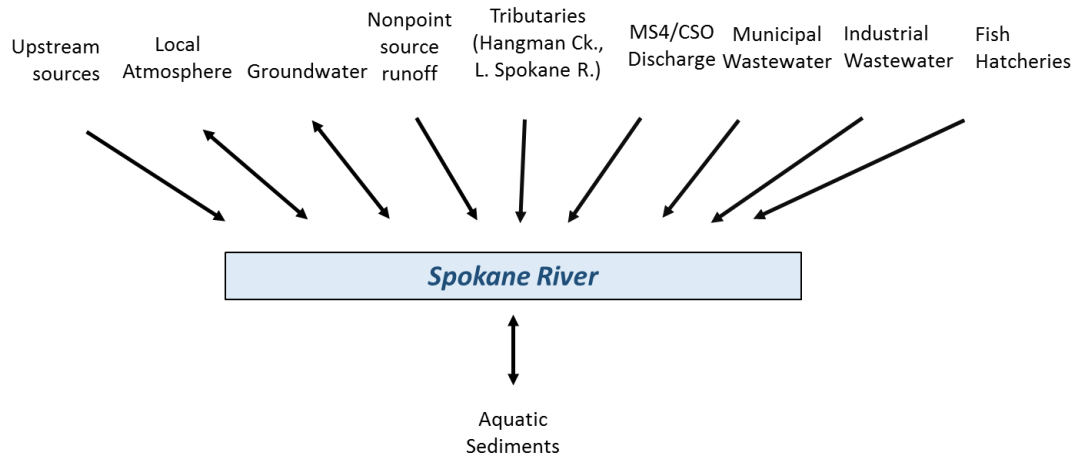 Upstream
sources
Local
Atmosphere
Groundwater
Nonpoint
source
runoff
Tributaries
(Hangman Ck.,
L. Spokane R.)
MS4/CSO
Discharge
Municipal
Wastewater
Industrial
Wastewater
Fish
Hatcheries
Spokane River
Aquatic
Sediments